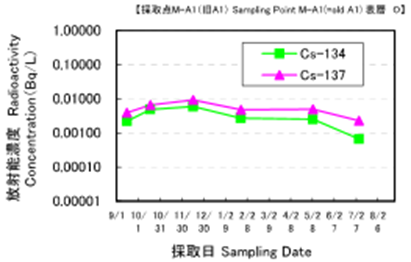 【採取点M-A1(旧A1) Sampling Point M-A1(=old A1) 表層 O】
Cs-134
Cs-137
放射能濃度 Radioactivity
Concentration(Bq/L)
1.00000
0.10000
0.01000
0.00100
0.00010
0.00001
9/1 10/1 10/31 11/30 12/30 1/29 2/28 3/29 4/28 5/28 6/27 7/27 8/26
採取日 Sampling Date